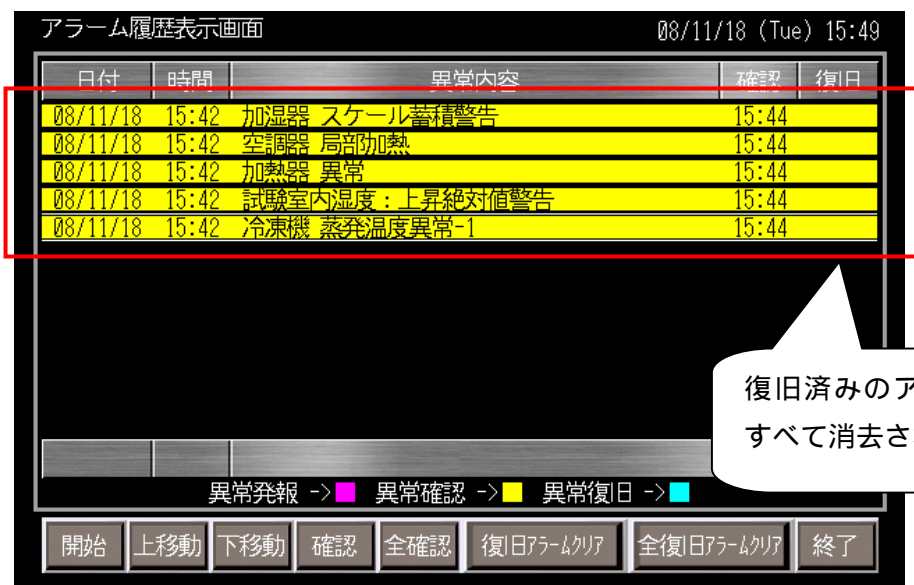 アラーム履歴表示画面 08/11/18 (Tue) 15:49
日付 時間 異常内容 確認 復旧
08/11/18 15:42 加湿器 スケール蓄積警告 15:44
08/11/18 15:42 空調器 局部加熱 15:44
08/11/18 15:42 加熱器 異常 15:44
08/11/18 15:42 試験室内湿度：上昇絶対値警告 15:44
08/11/18 15:42 冷凍機 蒸発温度異常-1 15:44
復旧済みのア
すべて消去さ
異常発報 -> 異常確認 -> 異常復旧 ->
開始 上移動 下移動 確認 全確認 復旧ｱﾗｰﾑｸﾘｱ 全復旧ｱﾗｰﾑｸﾘｱ 終了